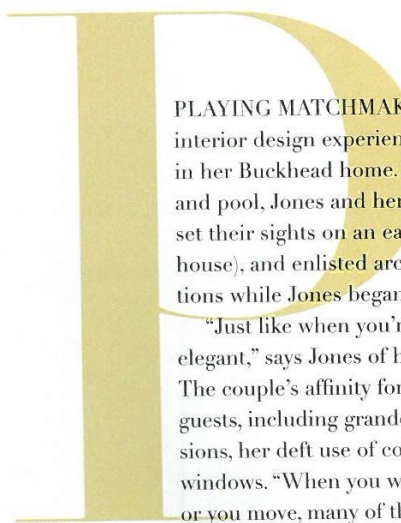 P
PLAYING MATCHMAK
interior design experien
in her Buckhead home.
and pool, Jones and her
set their sights on an ea
house), and enlisted arc
tions while Jones began
“Just like when you’r
elegant,” says Jones of h
The couple’s affinity for
guests, including grand
sions, her deft use of co
windows. “When you w
or you move, many of th